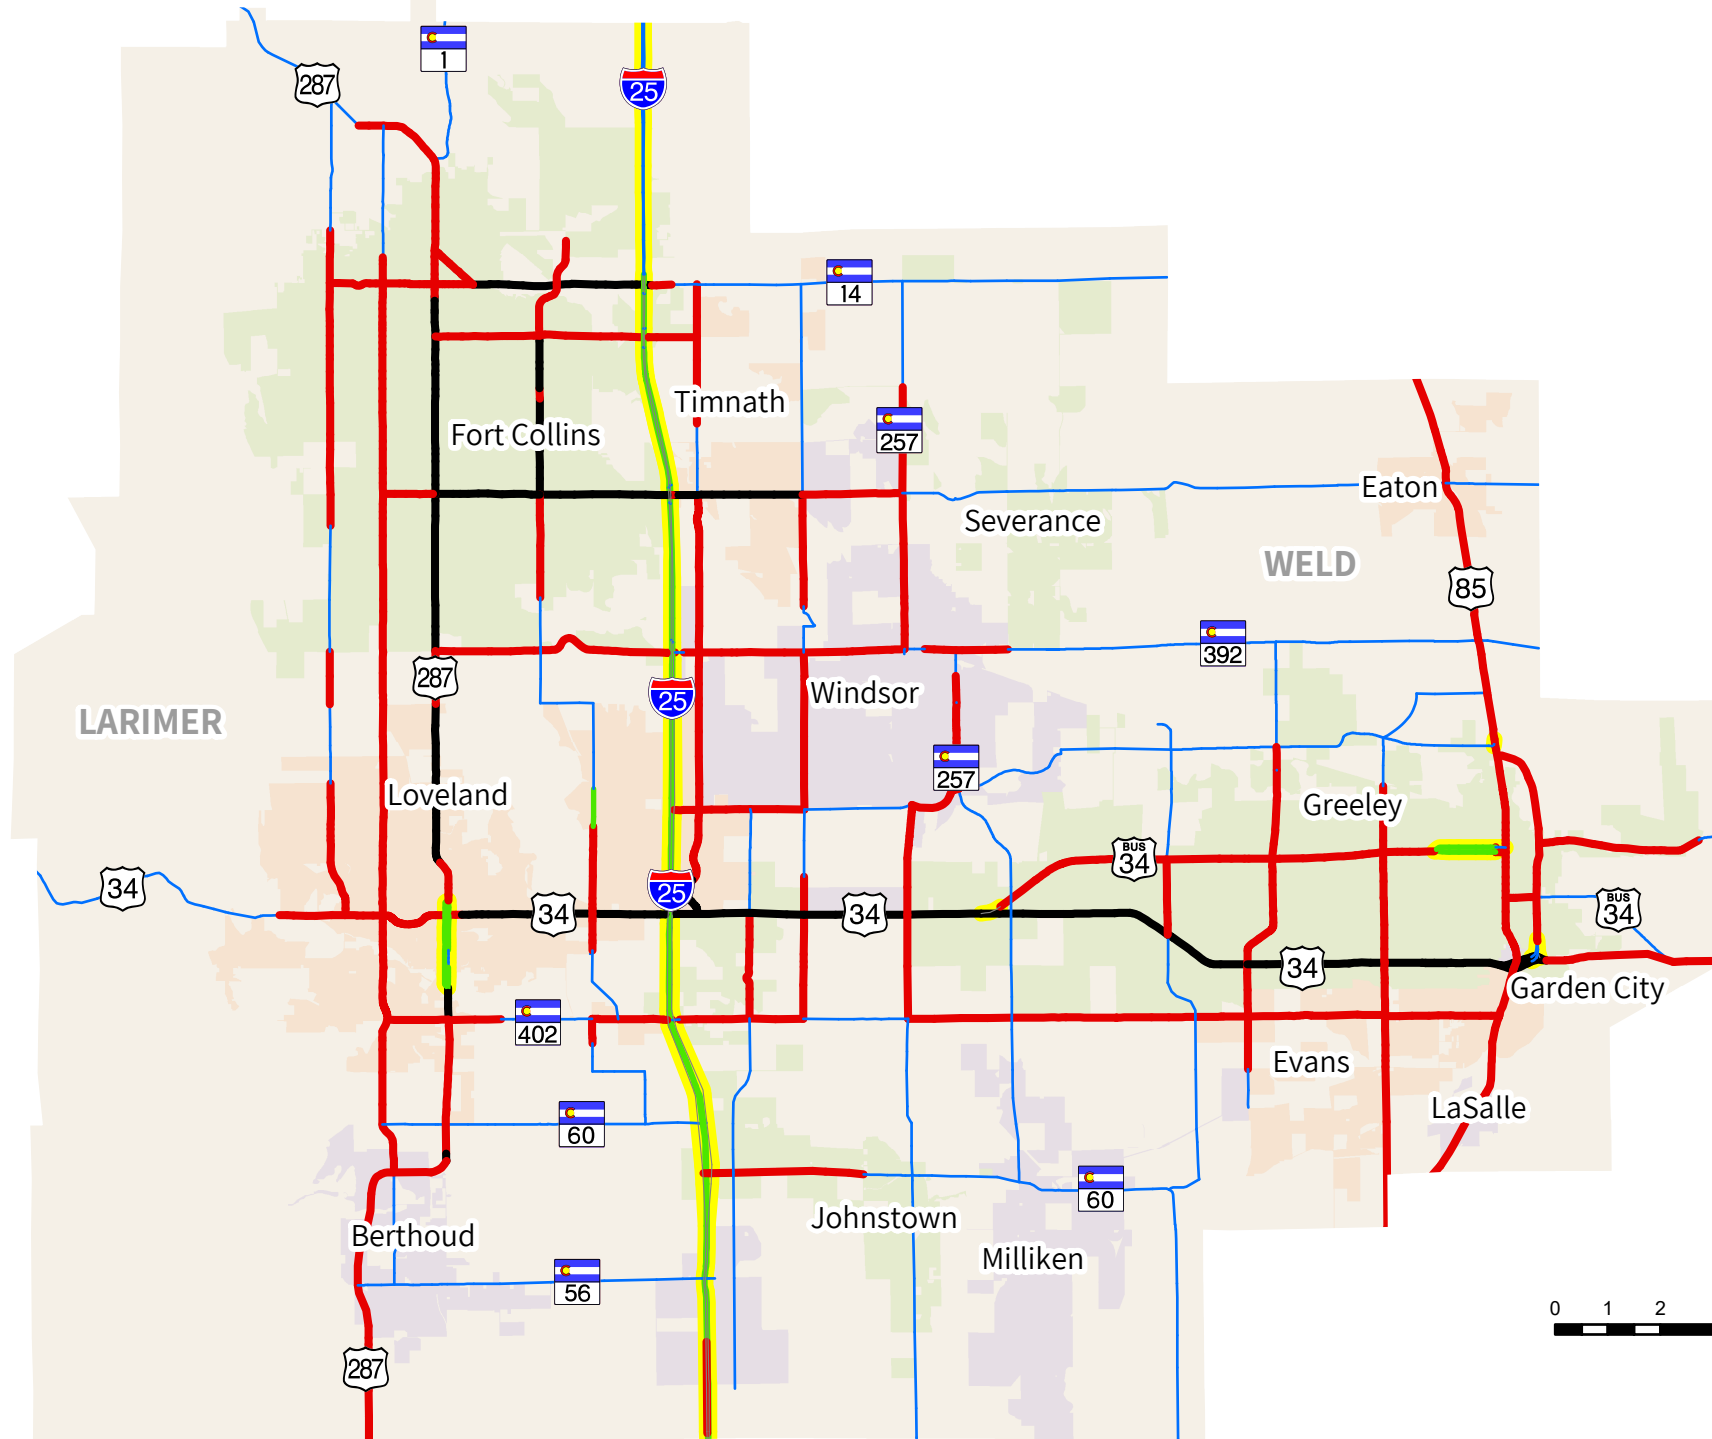 1
287
25
14
Timnath
257
Fort Collins
Eaton
Severance
WELD
85
392
287
25
Windsor
LARIMER
257
Loveland
Greeley
BUS
34
34
25
34
34
BUS
34
34
Garden City
402
Evans
LaSalle
60
60
Johnstown
Berthoud
Milliken
56
0 1 2
287